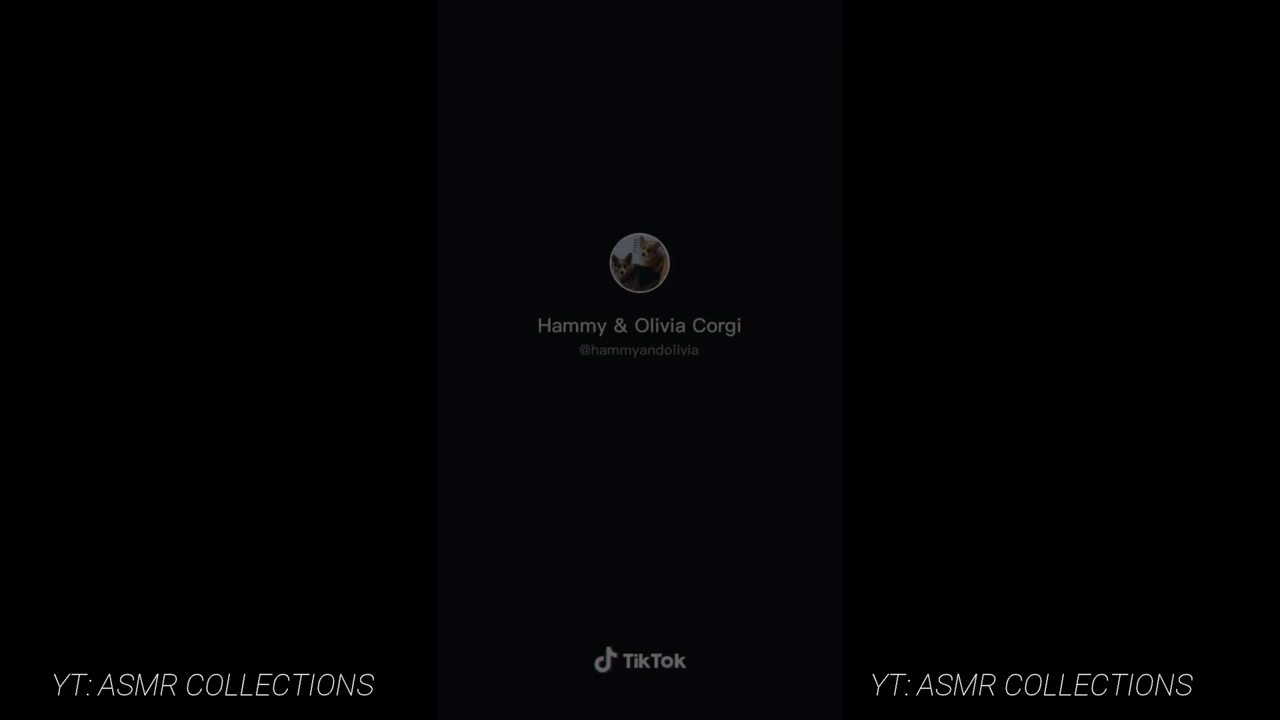 Hammy & Olivia Corgi
@hammyandolivia
TikTok
YT: ASMR COLLECTIONS
YT: ASMR COLLECTIONS